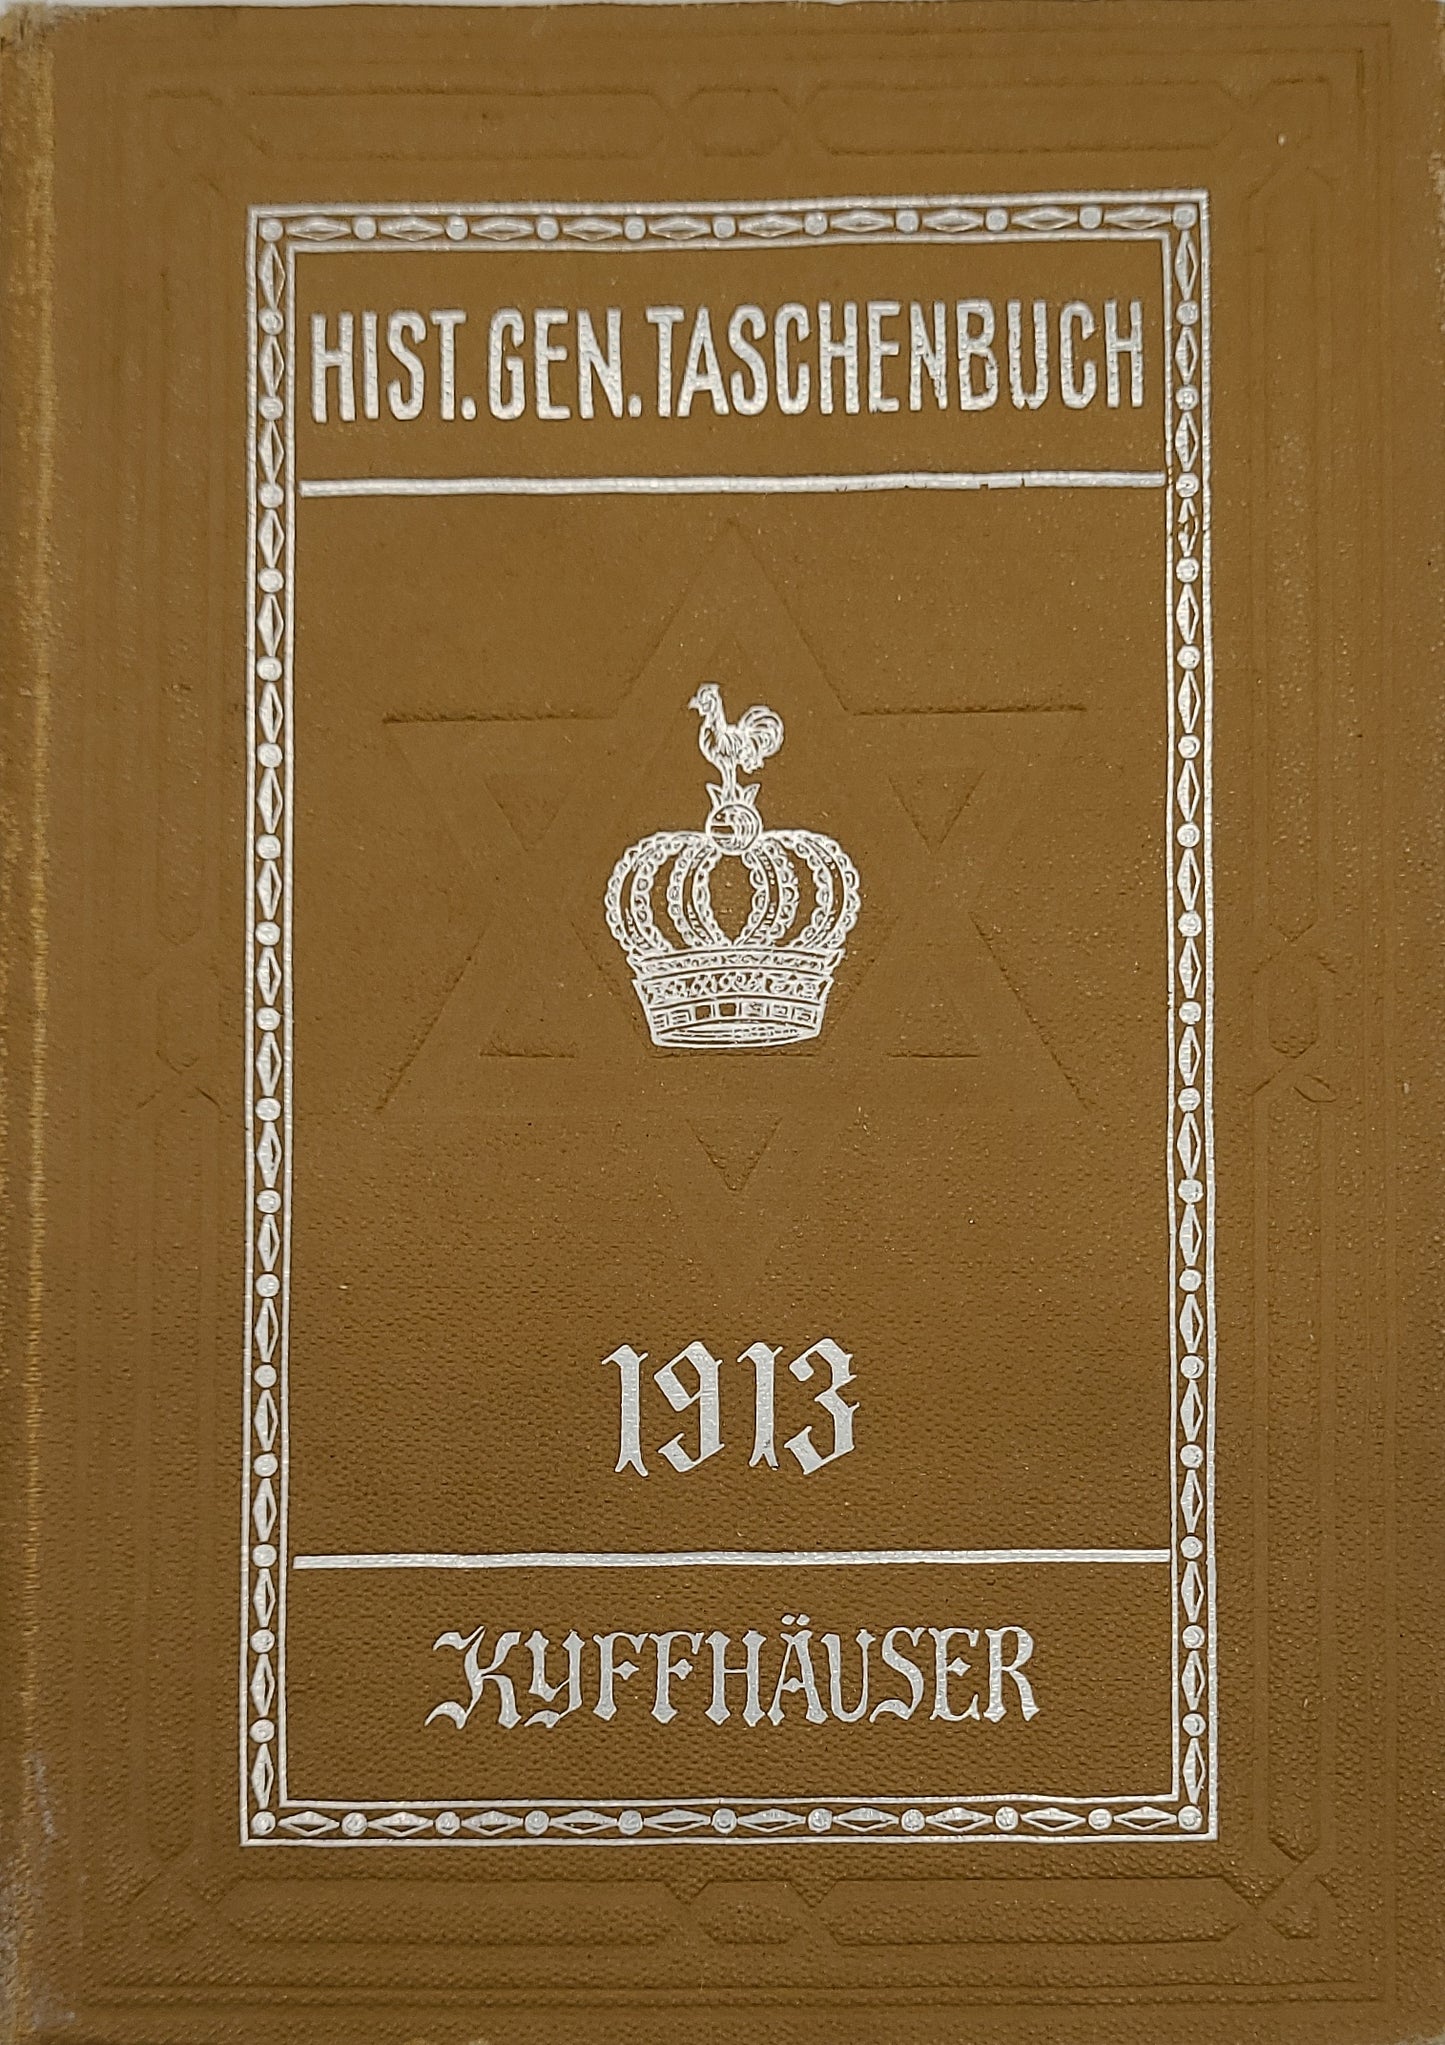 HIST. GEN. TASCHENBUCH
1913
KYFFHÄUSER